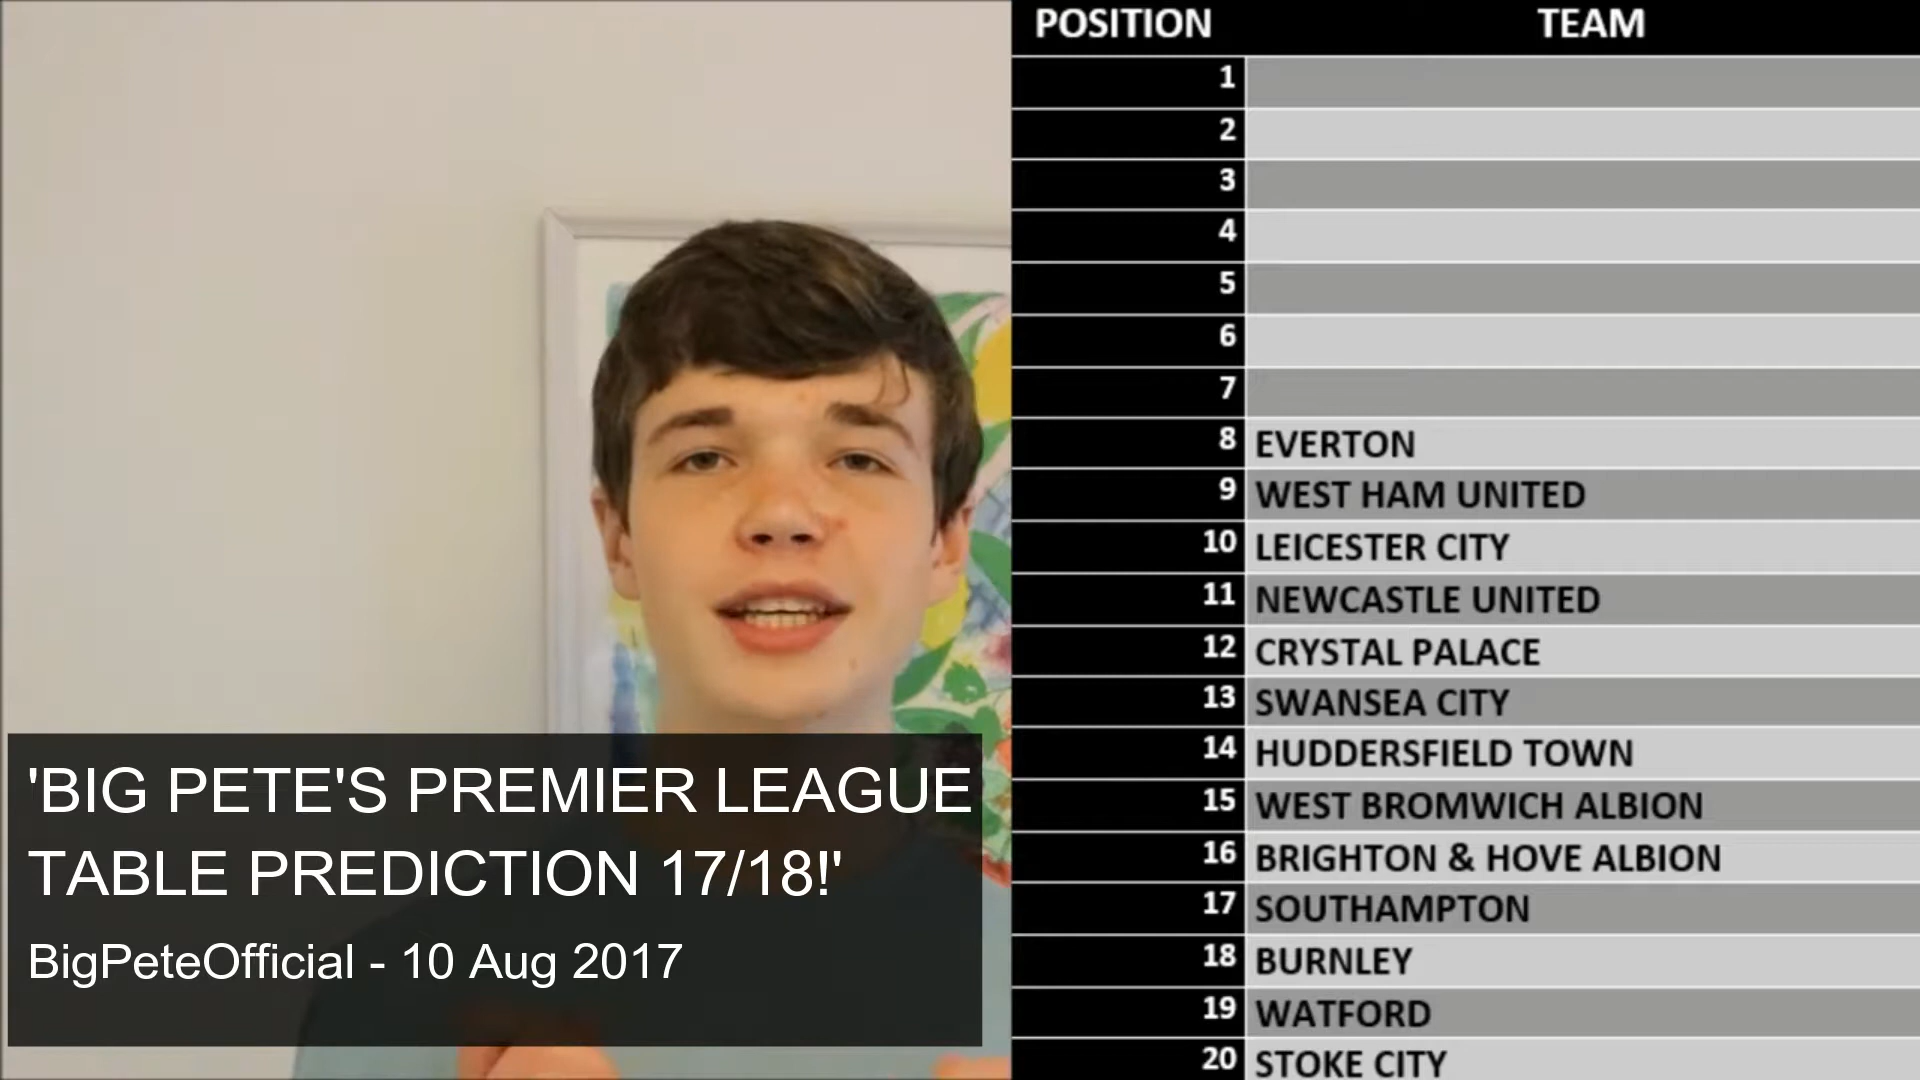 POSITION TEAM
1
2
3
4
5
6
7
8 EVERTON
9 WEST HAM UNITED
10 LEICESTER CITY
11 NEWCASTLE UNITED
12 CRYSTAL PALACE
13 SWANSEA CITY
14 HUDDERSFIELD TOWN
15 WEST BROMWICH ALBION
16 BRIGHTON & HOVE ALBION
17 SOUTHAMPTON
18 BURNLEY
19 WATFORD
20 STOKE CITY
'BIG PETE'S PREMIER LEAGUE
TABLE PREDICTION 17/18!'
BigPeteOfficial - 10 Aug 2017